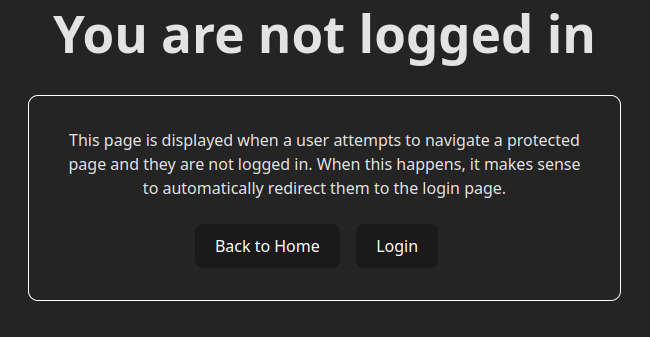 You are not logged in
This page is displayed when a user attempts to navigate a protected
page and they are not logged in. When this happens, it makes sense
to automatically redirect them to the login page.
Back to Home
Login